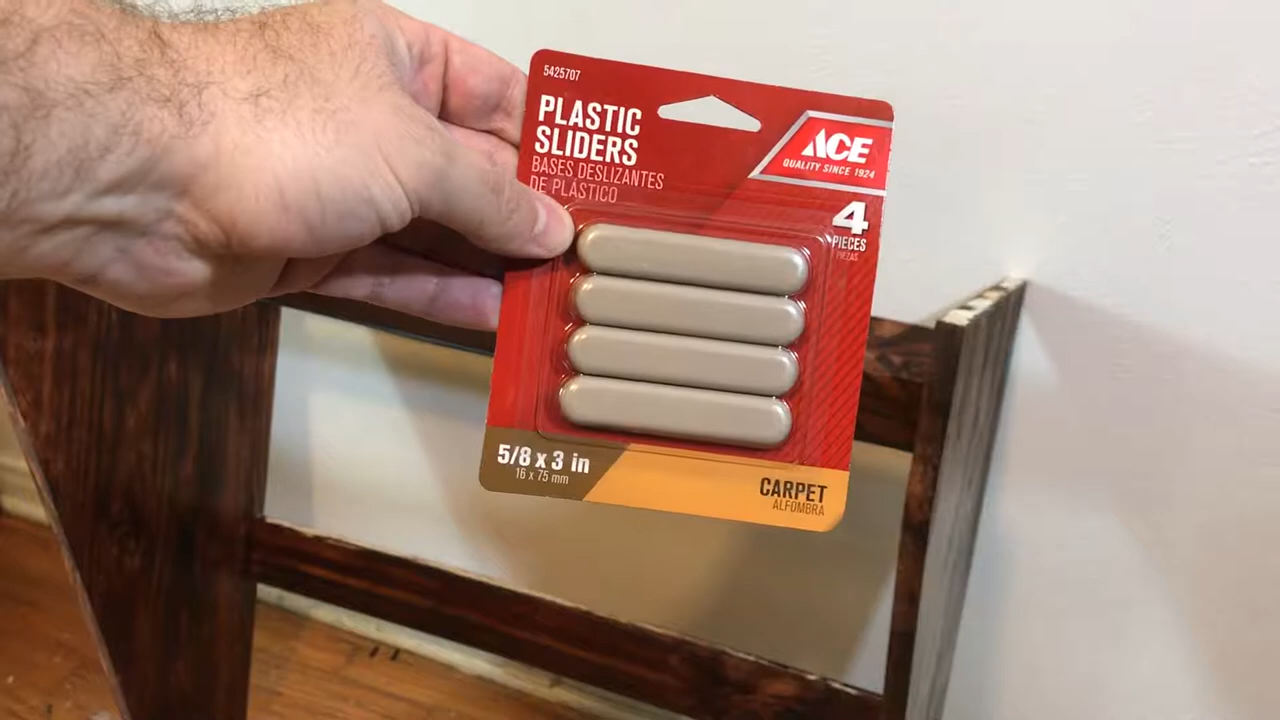 5425707
PLASTIC
SLIDERS
BASES DESLIZANTES
DE PLÁSTICO
ACE
QUALITY SINCE 1924
4
PIECES
PIEZAS
5/8 x 3 in
16 x 75 mm
CARPET
ALFOMBRA